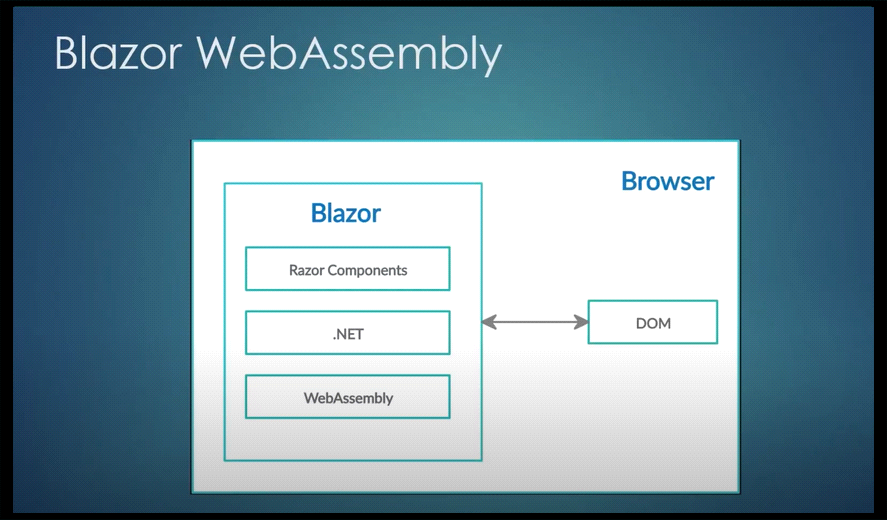 Blazor WebAssembly
Browser
Blazor
Razor Components
.NET
WebAssembly
DOM